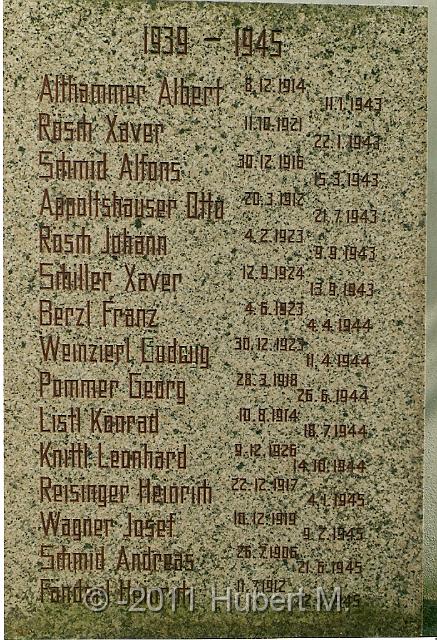 1939 – 1945
Althammer Albert 8.12.1914 11.1.1943
Rösch Xaver 11.10.1921 22.1.1943
Schmid Alfons 30.12.1916 15.3.1943
Appoltshauser Otto 20.3.1912 21.7.1943
Rösch Johann 4.2.1923 9.9.1943
Schiller Xaver 12.9.1924 13.9.1943
Berzl Franz 4.6.1923 4.4.1944
Weinzierl Ludwig 30.12.1923 11.4.1944
Pommer Georg 28.3.1918 26.6.1944
Listl Konrad 10.8.1914 18.7.1944
Knittl Leonhard 9.12.1926 14.10.1944
Reisinger Heinrich 22.12.1917 4.1.1945
Wagner Josef 10.12.1919 9.2.1945
Schmid Andreas 26.2.1906 21.6.1945
11.7.1912
© -2011 Hubert.M